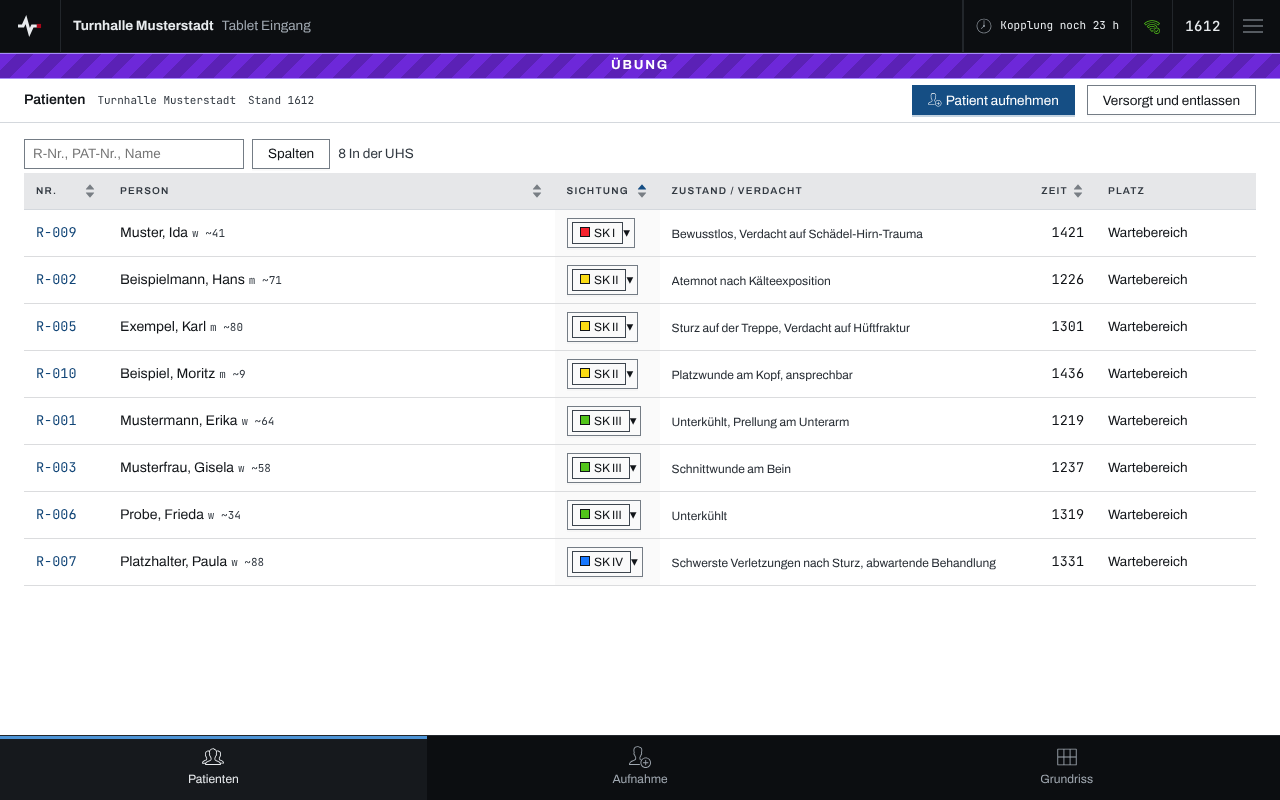 Turnhalle Musterstadt Tablet Eingang Kopplung noch 23 h 1612
ÜBUNG
Patienten Turnhalle Musterstadt Stand 1612 Patient aufnehmen Versorgt und entlassen
R-Nr., PAT-Nr., Name Spalten 8 In der UHS
NR. PERSON SICHTUNG ZUSTAND / VERDACHT ZEIT PLATZ
R-009 Muster, Ida w ~41 SK I Bewusstlos, Verdacht auf Schädel-Hirn-Trauma 1421 Wartebereich
R-002 Beispielmann, Hans m ~71 SK II Atemnot nach Kälteexposition 1226 Wartebereich
R-005 Exempel, Karl m ~80 SK II Sturz auf der Treppe, Verdacht auf Hüftfraktur 1301 Wartebereich
R-010 Beispiel, Moritz m ~9 SK II Platzwunde am Kopf, ansprechbar 1436 Wartebereich
R-001 Mustermann, Erika w ~64 SK III Unterkühlt, Prellung am Unterarm 1219 Wartebereich
R-003 Musterfrau, Gisela w ~58 SK III Schnittwunde am Bein 1237 Wartebereich
R-006 Probe, Frieda w ~34 SK III Unterkühlt 1319 Wartebereich
R-007 Platzhalter, Paula w ~88 SK IV Schwerste Verletzungen nach Sturz, abwartende Behandlung 1331 Wartebereich
Patienten Aufnahme Grundriss